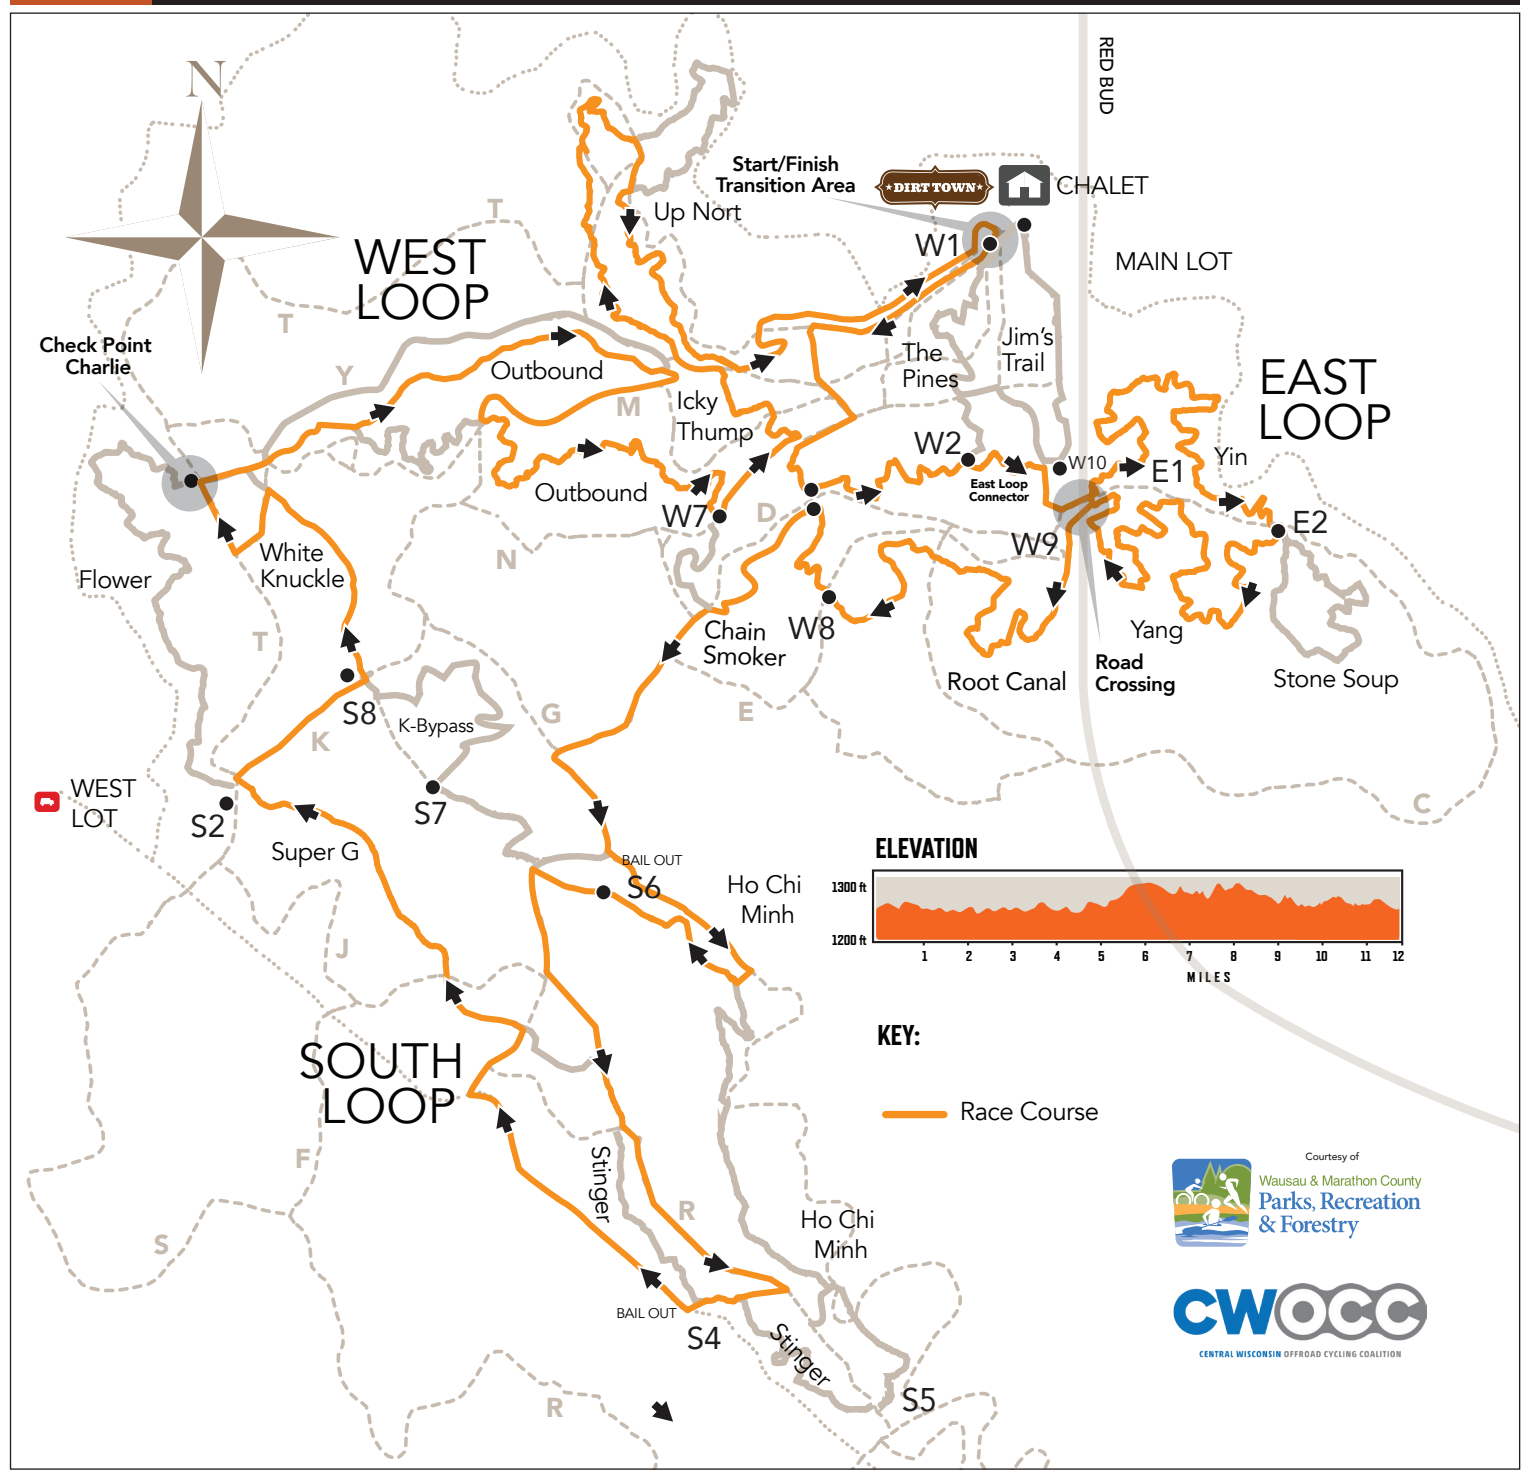 N
RED BUD
Start/Finish
Transition Area
★DIRT TOWN★
CHALET
T
Up Nort
WEST
LOOP
W1
MAIN LOT
T
Check Point
Charlie
Jim's
Trail
The
Pines
EAST
LOOP
Outbound
Y
M
Icky
Thump
W2
W10
East Loop
Connector
E1
Yin
Outbound
W7
D
E2
W9
N
White
Knuckle
Flower
T
Chain
Smoker
W8
Yang
Root Canal
Road
Crossing
Stone Soup
S8
K-Bypass
G
E
K
WEST
LOT
S2
S7
C
Super G
BAIL OUT
S6
Ho Chi
Minh
ELEVATION
1300 ft
1200 ft
1 2 3 4 5 6 7 8 9 10 11 12
MILES
J
KEY:
Race Course
SOUTH
LOOP
F
Stinger
R
S
Ho Chi
Minh
BAIL OUT
S4
Stinger
S5
R
Courtesy of
Wausau & Marathon County
Parks, Recreation
& Forestry
CWOCC
CENTRAL WISCONSIN OFFROAD CYCLING COALITION